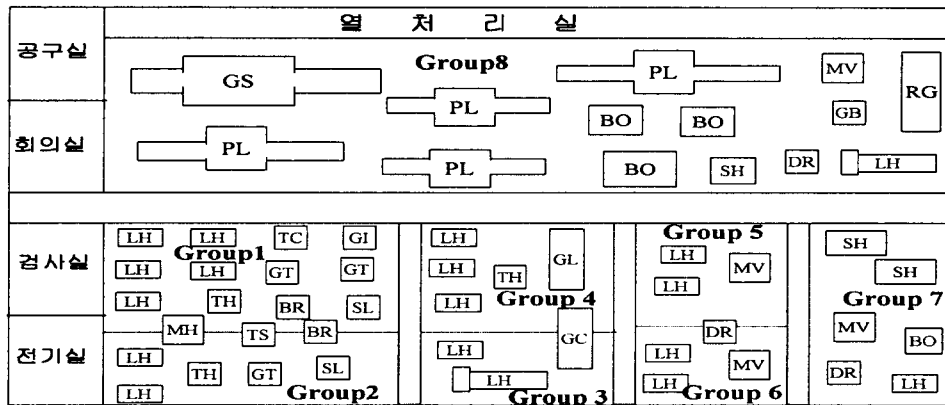 열 처 리 실
공구실
회의실
Group8
GS
PL
PL
PL
PL
BO
BO
BO
SH
MV
GB
DR
RG
LH
검사실
전기실
LH
LH
TC
GI
Group1
LH
LH
GT
GT
LH
TH
BR
SL
MH
TS
BR
LH
TH
GT
SL
LH
Group2
LH
GL
LH
TH
Group 4
LH
GC
LH
LH
Group 3
Group 5
LH
MV
LH
DR
LH
MV
LH
Group 6
SH
SH
Group 7
MV
BO
DR
LH